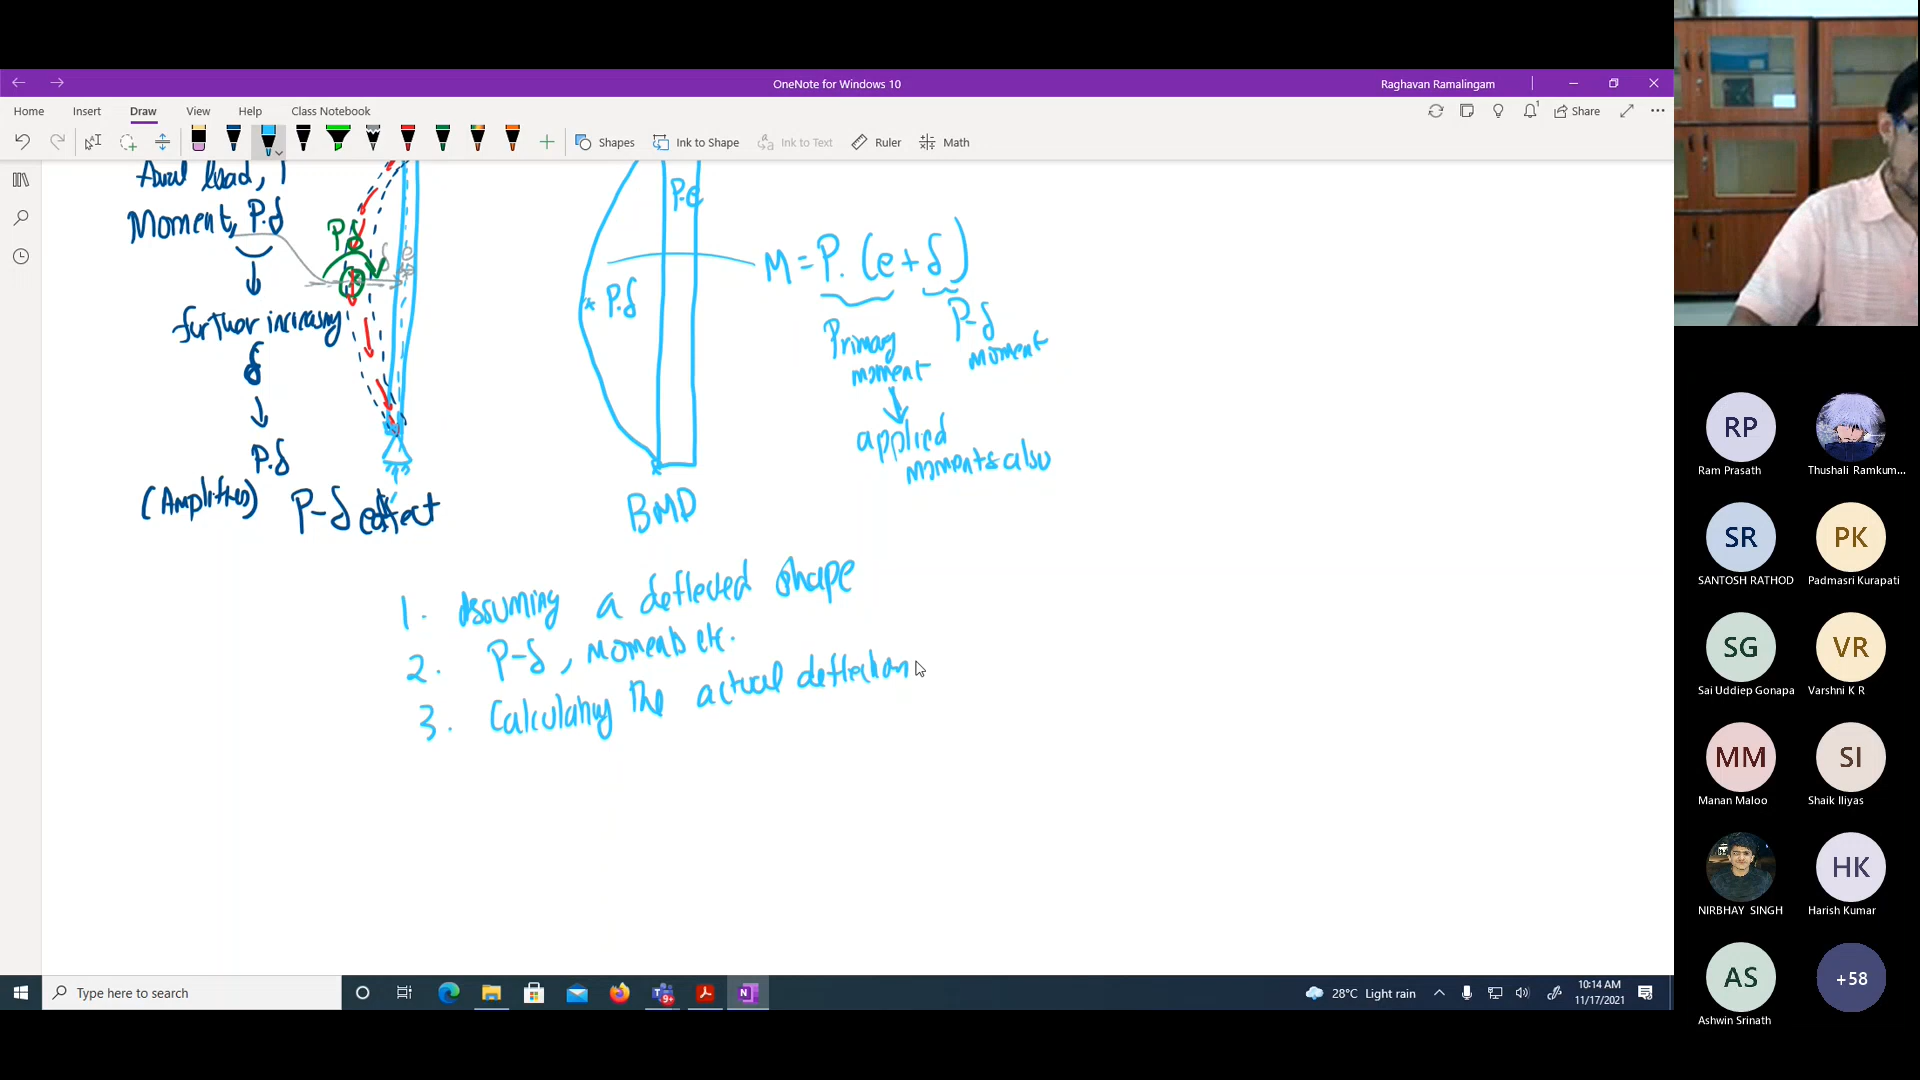 OneNote for Windows 10
Raghavan Ramalingam
Home Insert Draw View Help Class Notebook
Share
Shapes Ink to Shape Ink to Text Ruler Math
Axial load,
Moment, P.δ
further increasing
δ
P.δ
(Amplifies)
P-δ effect
Pδ
δ
e
P.e
* P.δ
BMD
M = P. (e + δ)
Primary
moment
P-δ
moment
applied
moments also
1. Assuming a deflected shape
2. P-δ, moments etc.
3. Calculating the actual deflection
RP
Ram Prasath
Thushali Ramkum...
SR
SANTOSH RATHOD
PK
Padmasri Kurapati
SG
Sai Uddiep Gonapa
VR
Varshni K R
MM
Manan Maloo
SI
Shaik Iliyas
NIRBHAY SINGH
HK
Harish Kumar
AS
Ashwin Srinath
+58
Type here to search
9+
28°C Light rain
10:14 AM
11/17/2021